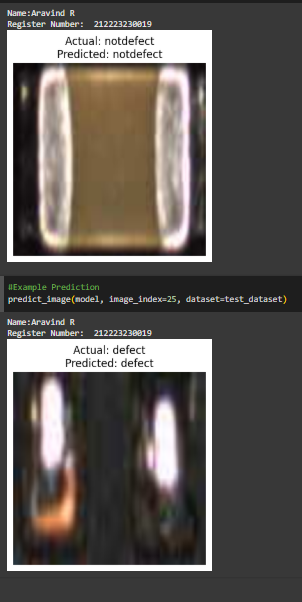 Name:Aravind R
Register Number:  212223230019
Actual: notdefect
Predicted: notdefect
#Example Prediction
predict_image(model, image_index=25, dataset=test_dataset)
Name:Aravind R
Register Number:  212223230019
Actual: defect
Predicted: defect